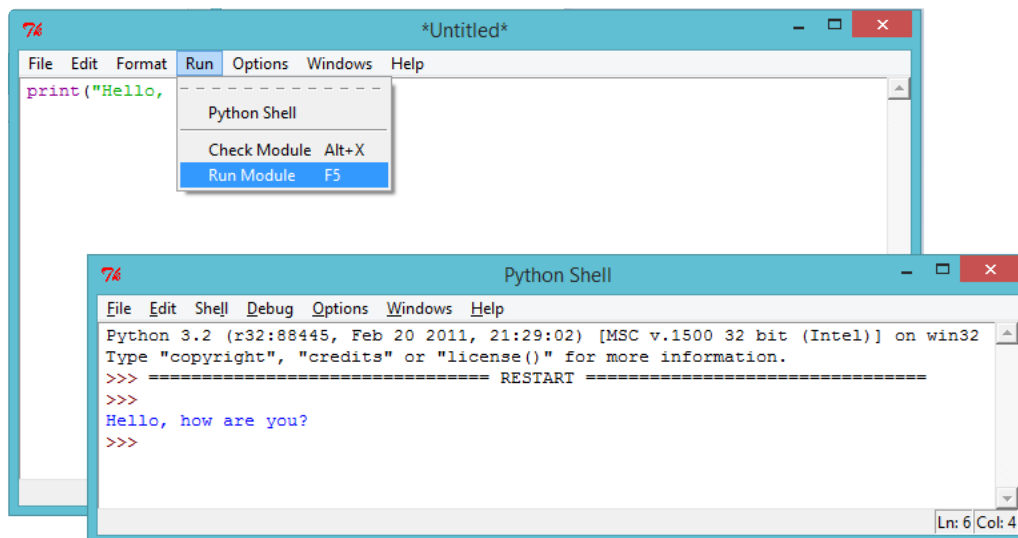 *Untitled*
File Edit Format Run Options Windows Help
print("Hello,
Python Shell
Check Module Alt+X
Run Module F5
Python Shell
File Edit Shell Debug Options Windows Help
Python 3.2 (r32:88445, Feb 20 2011, 21:29:02) [MSC v.1500 32 bit (Intel)] on win32
Type "copyright", "credits" or "license()" for more information.
>>> ================================ RESTART ================================
>>>
Hello, how are you?
>>>
Ln: 6 Col: 4